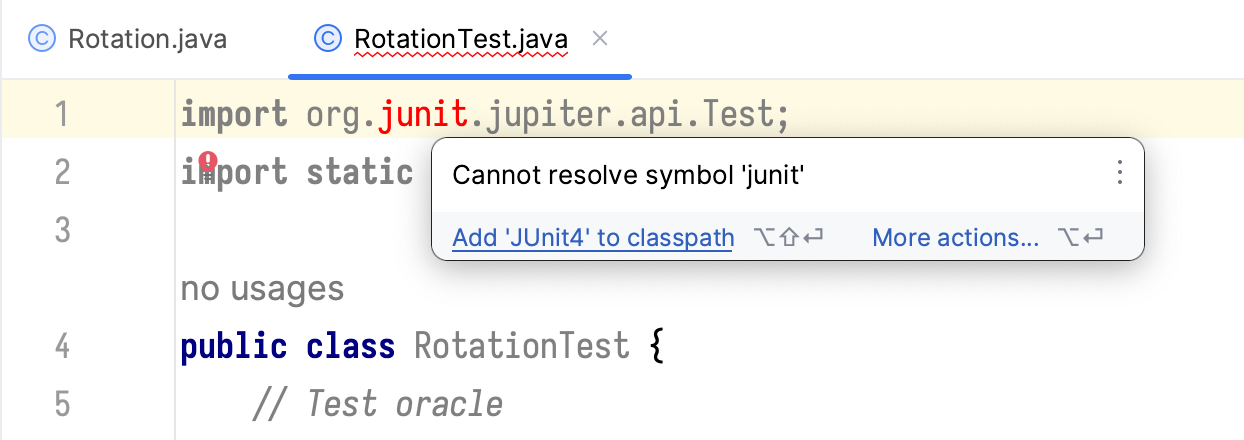 Rotation.java RotationTest.java
1 import org.junit.jupiter.api.Test;
2 import static
Cannot resolve symbol 'junit'
3
Add 'JUnit4' to classpath ⌥⇧⏎ More actions... ⌥⏎
no usages
4 public class RotationTest {
5 // Test oracle